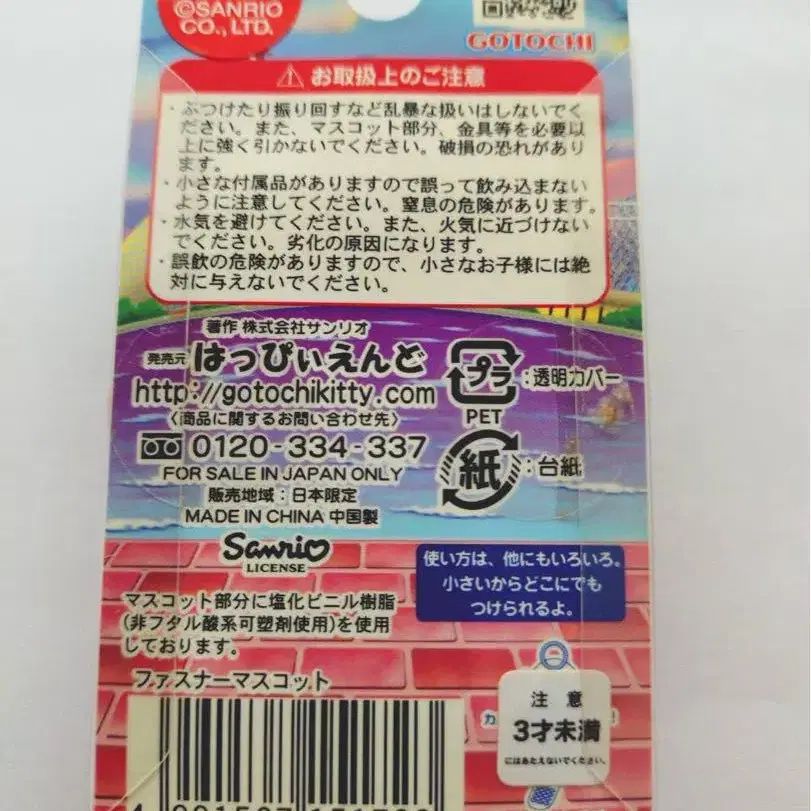 ©SANRIO
CO., LTD.
GOTOCHI
⚠ お取扱上のご注意
・ぶつけたり振り回すなど乱暴な扱いはしないでく
ださい。また、マスコット部分、金具等を必要以
上に強く引かないでください。破損の恐れがあり
ます。
・小さな付属品がありますので誤って飲み込まない
ように注意してください。窒息の危険があります。
・水気を避けてください。また、火気に近づけない
でください。劣化の原因になります。
・誤飲の危険がありますので、小さなお子様には絶
対に与えないでください。
著作 株式会社サンリオ
発売元 はっぴぃえんど
http://gotochikitty.com
〈商品に関するお問い合わせ先〉
0120-334-337
FOR SALE IN JAPAN ONLY
販売地域：日本限定
MADE IN CHINA 中国製
Sanrio
LICENSE
プラ：透明カバー
PET
紙：台紙
使い方は、他にもいろいろ。
小さいからどこにでも
つけられるよ。
マスコット部分に塩化ビニル樹脂
(非フタル酸系可塑剤使用)を使用
しております。
ファスナーマスコット
注 意
3才未満
にはあたえないでください。